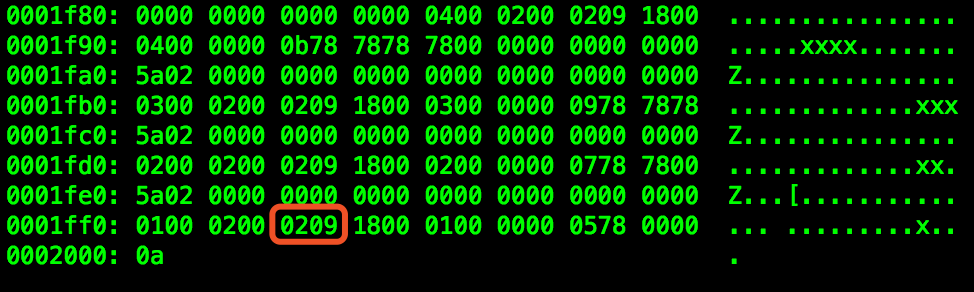 0001f80: 0000 0000 0000 0000 0400 0200 0209 1800 ................
0001f90: 0400 0000 0b78 7878 7800 0000 0000 0000 .....xxxx.......
0001fa0: 5a02 0000 0000 0000 0000 0000 0000 0000 Z...............
0001fb0: 0300 0200 0209 1800 0300 0000 0978 7878 .............xxx
0001fc0: 5a02 0000 0000 0000 0000 0000 0000 0000 Z...............
0001fd0: 0200 0200 0209 1800 0200 0000 0778 7800 .............xx.
0001fe0: 5a02 0000 0000 0000 0000 0000 0000 0000 Z...[...........
0001ff0: 0100 0200 0209 1800 0100 0000 0578 0000 ... .........x..
0002000: 0a .